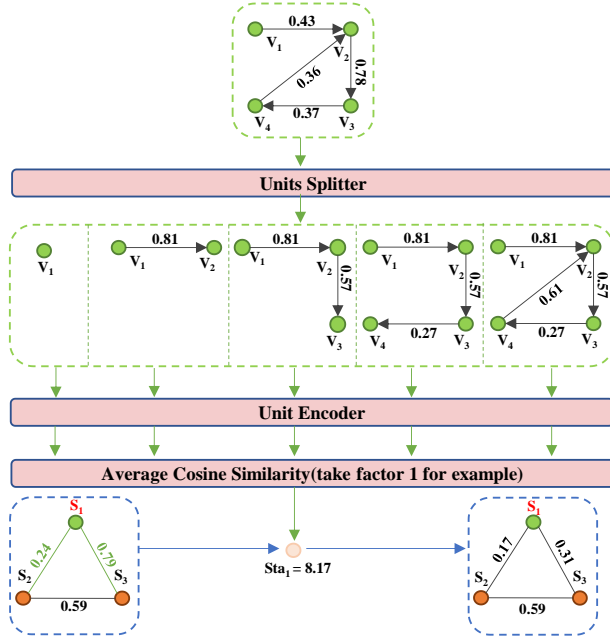 0.43
V1 V2
0.36 0.78
0.37
V4 V3
Units Splitter
V1
0.81
V1 V2
0.81
V1 V2
0.57
V3
0.81
V1 V2
0.57
0.27
V4 V3
0.81
V1 V2
0.61 0.57
0.27
V4 V3
Unit Encoder
Average Cosine Similarity(take factor 1 for example)
S1
0.24 0.79
S2 S3
0.59
Sta1 = 8.17
S1
0.17 0.31
S2 S3
0.59